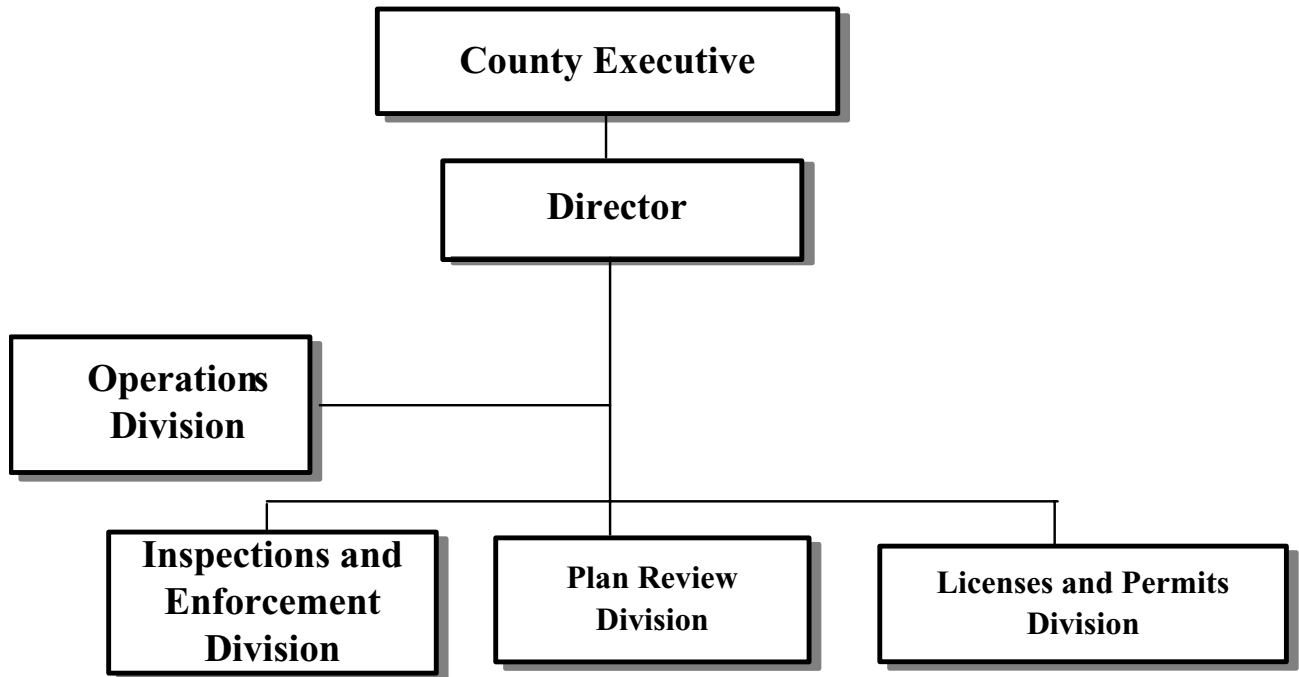 County Executive
Director
Operations
Division
Inspections and
Enforcement
Division
Plan Review
Division
Licenses and Permits
Division